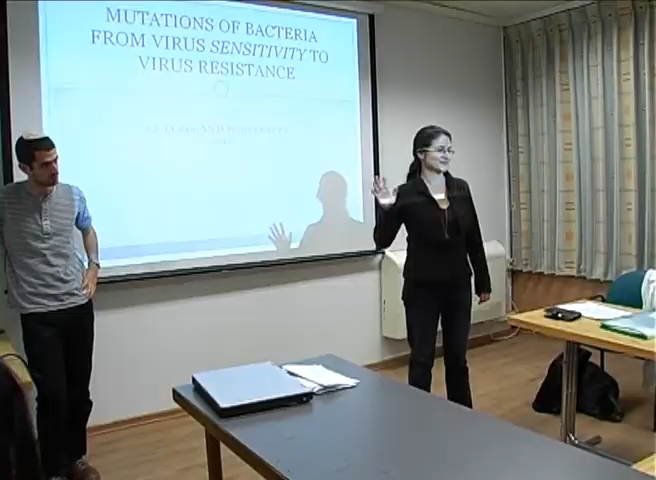 MUTATIONS OF BACTERIA
FROM VIRUS SENSITIVITY TO
VIRUS RESISTANCE